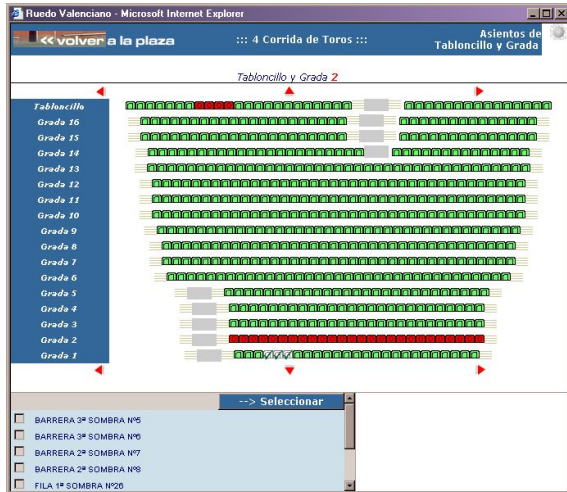 Ruedo Valenciano - Microsoft Internet Explorer
<< volver a la plaza ::: 4 Corrida de Toros ::: Asientos de
Tabloncillo y Grada
Tabloncillo y Grada 2
Tabloncillo
Grada 16
Grada 15
Grada 14
Grada 13
Grada 12
Grada 11
Grada 10
Grada 9
Grada 8
Grada 7
Grada 6
Grada 5
Grada 4
Grada 3
Grada 2
Grada 1
--> Seleccionar
BARRERA 3ª SOMBRA Nº5
BARRERA 3ª SOMBRA Nº6
BARRERA 2ª SOMBRA Nº7
BARRERA 2ª SOMBRA Nº8
FILA 1ª SOMBRA Nº26